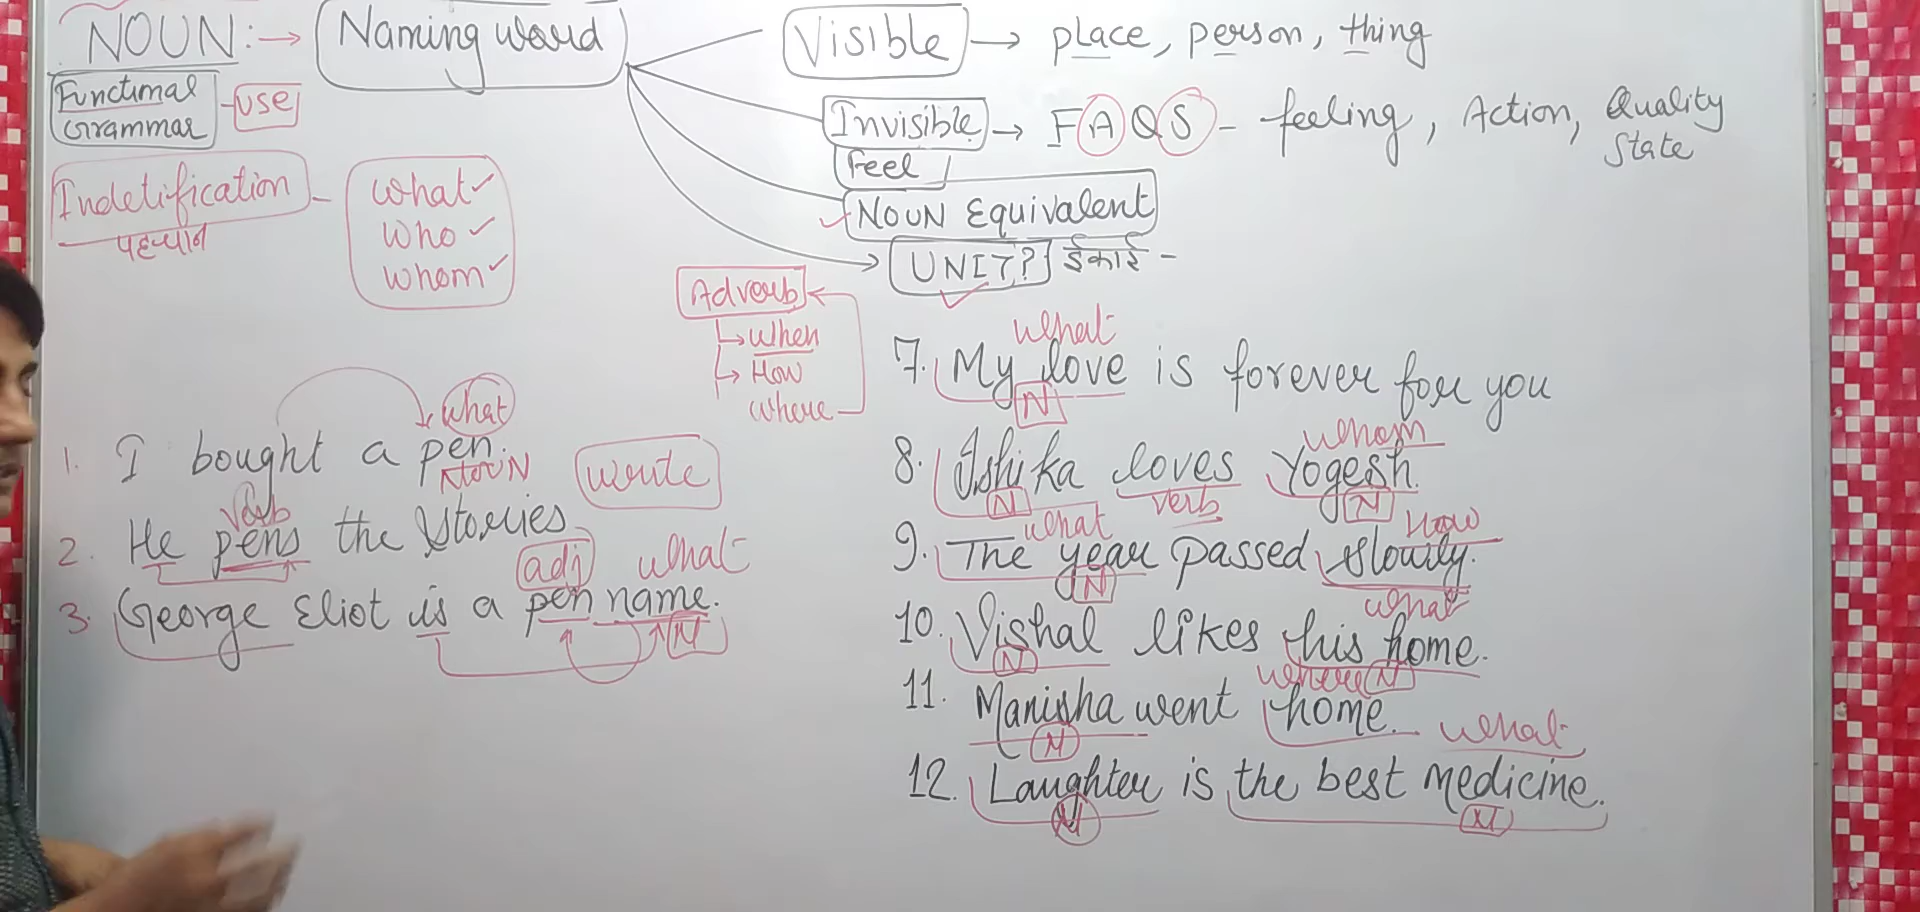 NOUN:→ Naming word
Visible → place, person, thing
Functional
Grammar - USE
Invisible → FAQS - feeling, Action, Quality
State
Feel
Indetification - what✓
पहचान
who✓
whom✓
✓NOUN Equivalent
UNIT? ईकाई -
Adverb
↳ When
↳ How
where
what
1. I bought a pen.
NOUN
write
Verb
2. He pens the Stories.
adj what
3. George Eliot is a pen name.
N
what
7. My love is forever for you
N
whom
8. Ishika loves Yogesh.
N verb N
what How
9. The year passed slowly.
N
what
10. Vishal likes this home.
N N
where
11. Manisha went home.
N
what
12. Laughter is the best medicine.
N N